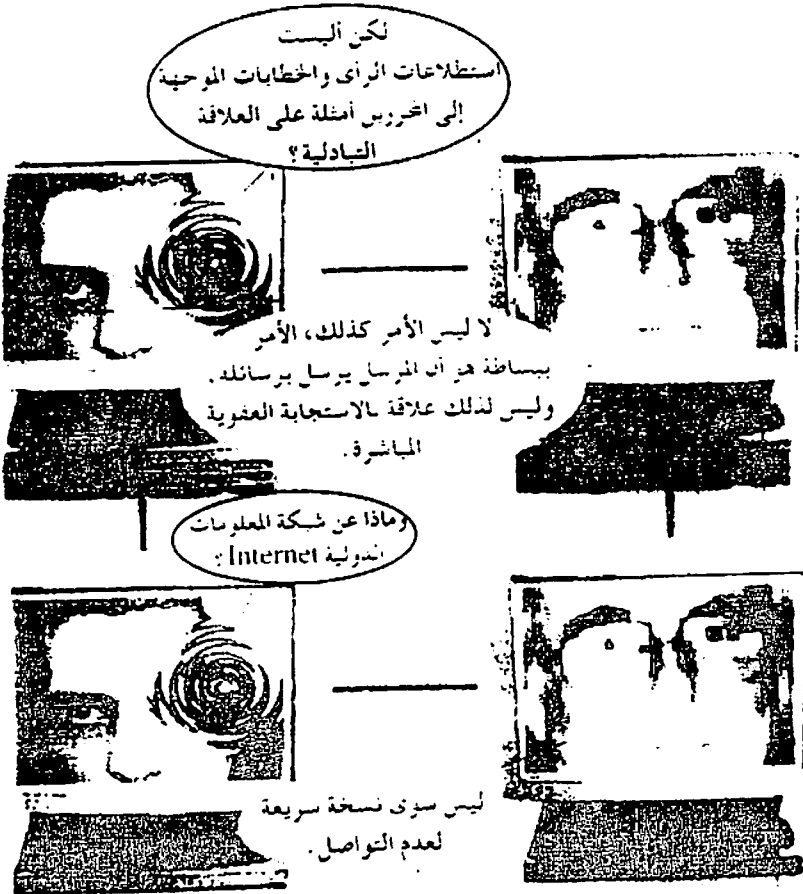 لكن أليست
استطلاعات الرأى والخطابات الموجهة
إلى المحررين أمثلة على العلاقة
التبادلية؟
لا ليس الأمر كذلك، الأمر
ببساطة هو أن المرسل يرسل برسائله.
وليس لذلك علاقة بالاستجابة العفوية
المباشرة.
وماذا عن شبكة المعلومات
الدولية Internet؟
ليس سوى نسخة سريعة
لعدم التواصل.